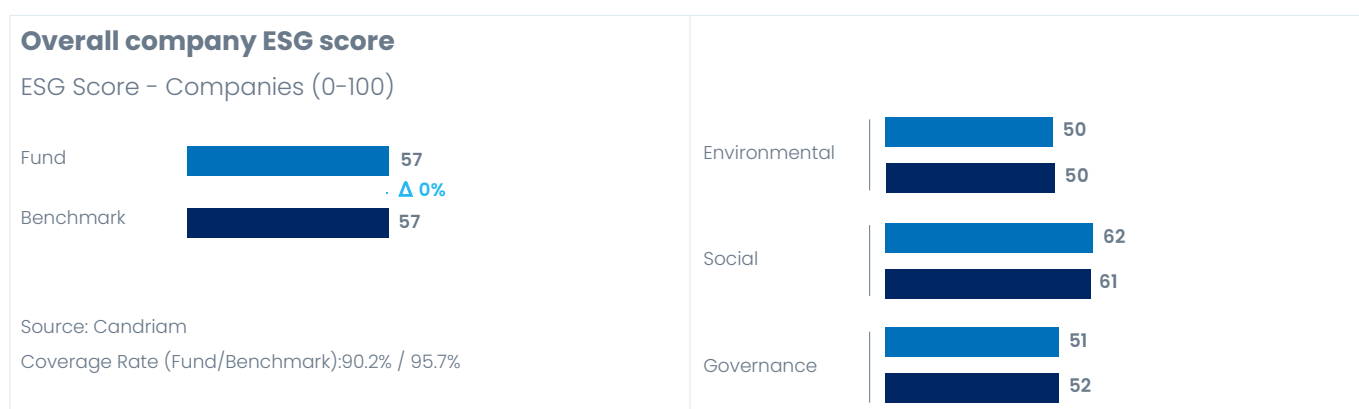 Overall company ESG score
ESG Score - Companies (0-100)
Fund
57
Δ 0%
Benchmark
57
Source: Candriam
Coverage Rate (Fund/Benchmark):90.2% / 95.7%
Environmental
50
50
Social
62
61
Governance
51
52